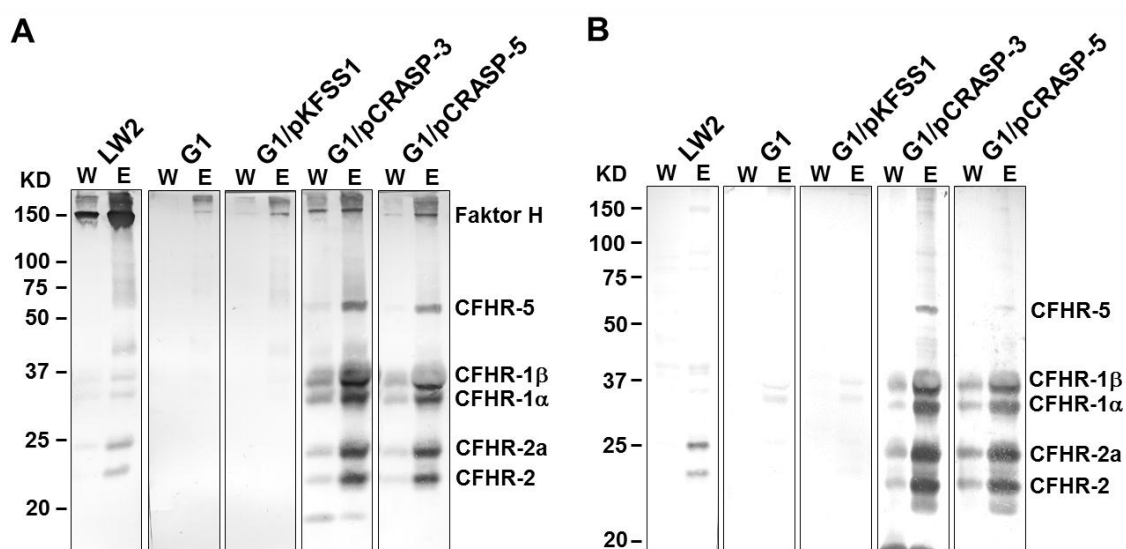 A
LW2
G1
G1/pKFSS1
G1/pCRASP-3
G1/pCRASP-5
KD
W E W E W E W E W E
150
100
75
50
37
25
20
Faktor H
CFHR-5
CFHR-1β
CFHR-1α
CFHR-2a
CFHR-2
B
LW2
G1
G1/pKFSS1
G1/pCRASP-3
G1/pCRASP-5
KD
W E W E W E W E W E
150
100
75
50
37
25
20
CFHR-5
CFHR-1β
CFHR-1α
CFHR-2a
CFHR-2